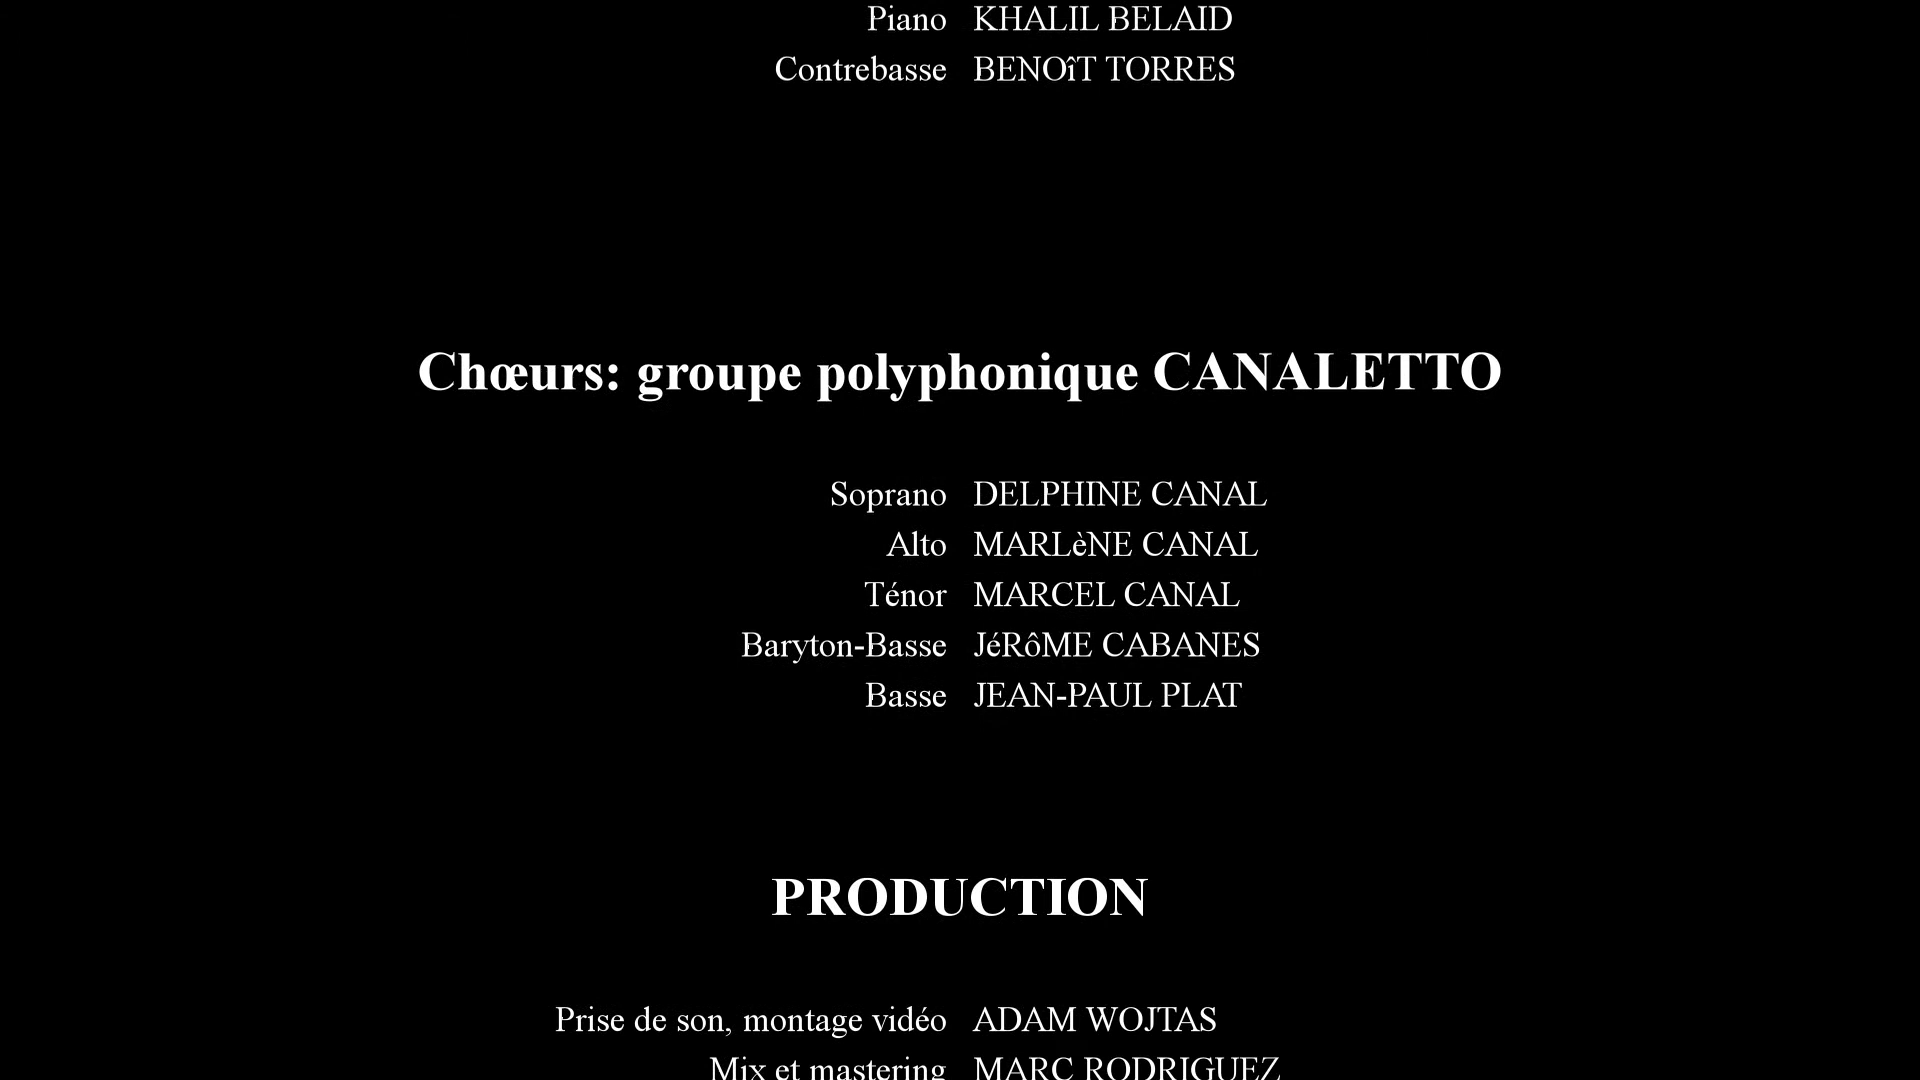 Piano KHALIL BELAID
Contrebasse BENOîT TORRES
Chœurs: groupe polyphonique CANALETTO
Soprano DELPHINE CANAL
Alto MARLèNE CANAL
Ténor MARCEL CANAL
Baryton-Basse JéRôME CABANES
Basse JEAN-PAUL PLAT
PRODUCTION
Prise de son, montage vidéo ADAM WOJTAS
Mix et mastering MARC RODRIGUEZ